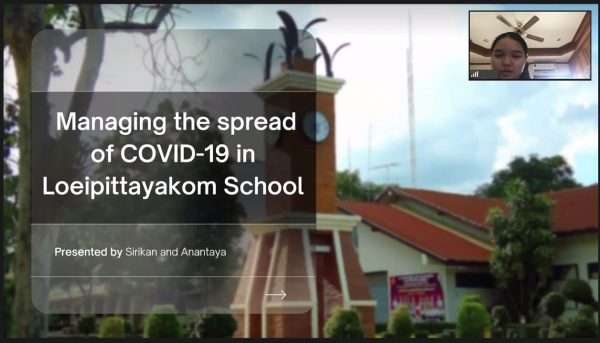 Managing the spread
of COVID-19 in
Loeipittayakom School
Presented by Sirikan and Anantaya